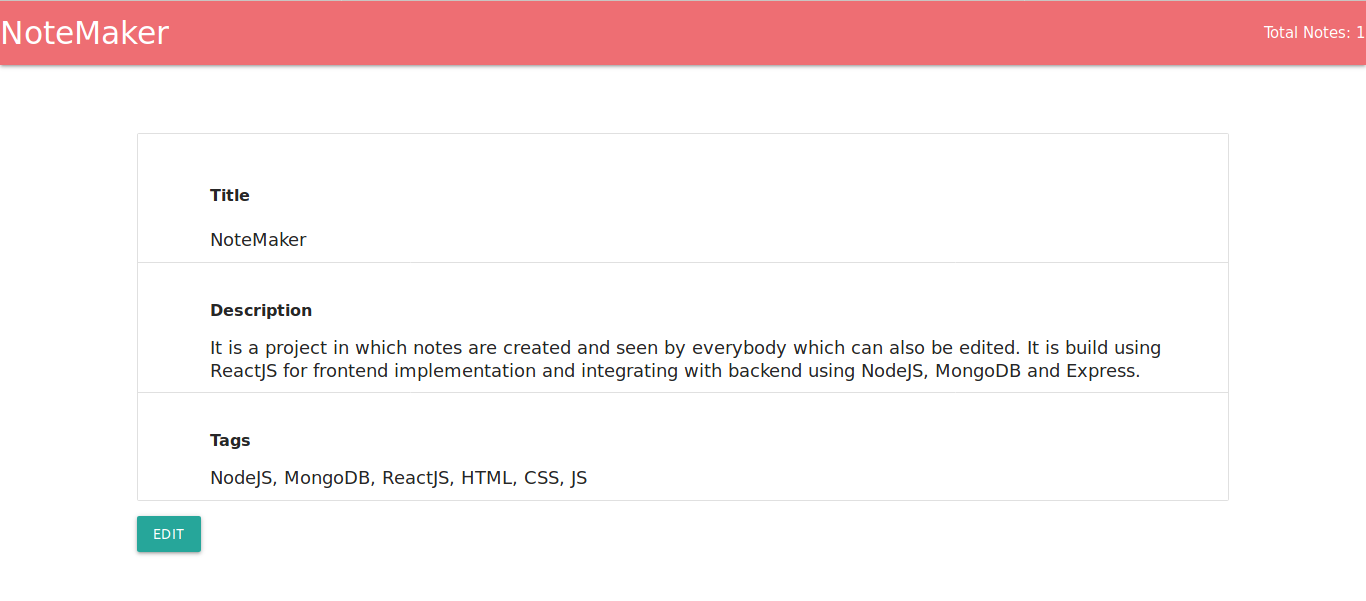 NoteMaker
Total Notes: 1
Title
NoteMaker
Description
It is a project in which notes are created and seen by everybody which can also be edited. It is build using
ReactJS for frontend implementation and integrating with backend using NodeJS, MongoDB and Express.
Tags
NodeJS, MongoDB, ReactJS, HTML, CSS, JS
EDIT